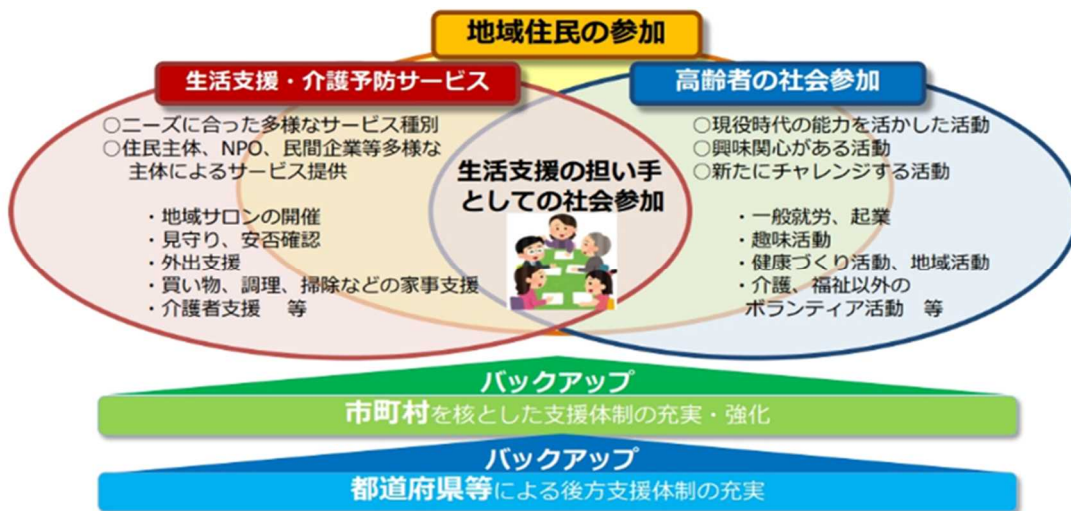 地域住民の参加
生活支援・介護予防サービス
○ニーズに合った多様なサービス種別
○住民主体、NPO、民間企業等多様な
主体によるサービス提供
・地域サロンの開催
・見守り、安否確認
・外出支援
・買い物、調理、掃除などの家事支援
・介護者支援　等
生活支援の担い手
としての社会参加
高齢者の社会参加
○現役時代の能力を活かした活動
○興味関心がある活動
○新たにチャレンジする活動
・一般就労、起業
・趣味活動
・健康づくり活動、地域活動
・介護、福祉以外の
ボランティア活動　等
バックアップ
市町村を核とした支援体制の充実・強化
バックアップ
都道府県等による後方支援体制の充実